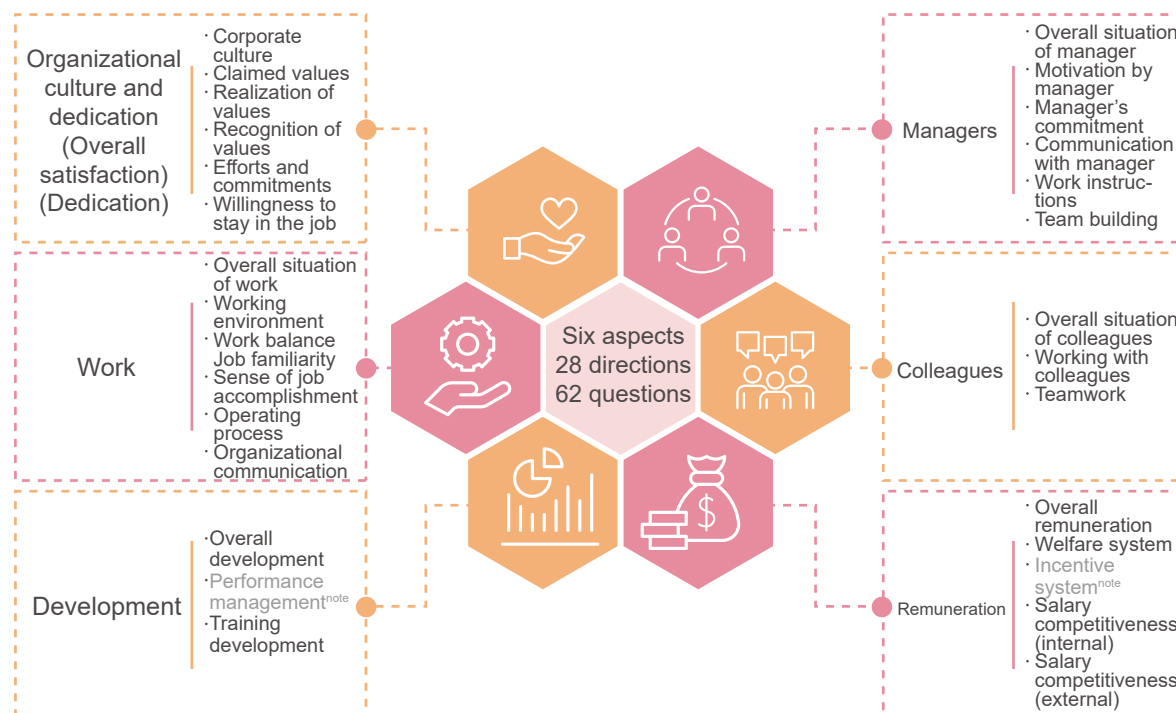 Organizational
culture and
dedication
(Overall
satisfaction)
(Dedication)
· Corporate
culture
· Claimed values
· Realization of
values
· Recognition of
values
· Efforts and
commitments
· Willingness to
stay in the job
Work
· Overall situation
of work
· Working
environment
· Work balance
Job familiarity
· Sense of job
accomplishment
· Operating
process
· Organizational
communication
Development
·Overall
development
·Performance
management note
·Training
development
Six aspects
28 directions
62 questions
$
Managers
· Overall situation
of manager
· Motivation by
manager
· Manager's
commitment
· Communication
with manager
· Work instruc-
tions
· Team building
Colleagues
· Overall situation
of colleagues
· Working with
colleagues
· Teamwork
Remuneration
· Overall
remuneration
· Welfare system
· Incentive
system note
· Salary
competitiveness
(internal)
· Salary
competitiveness
(external)